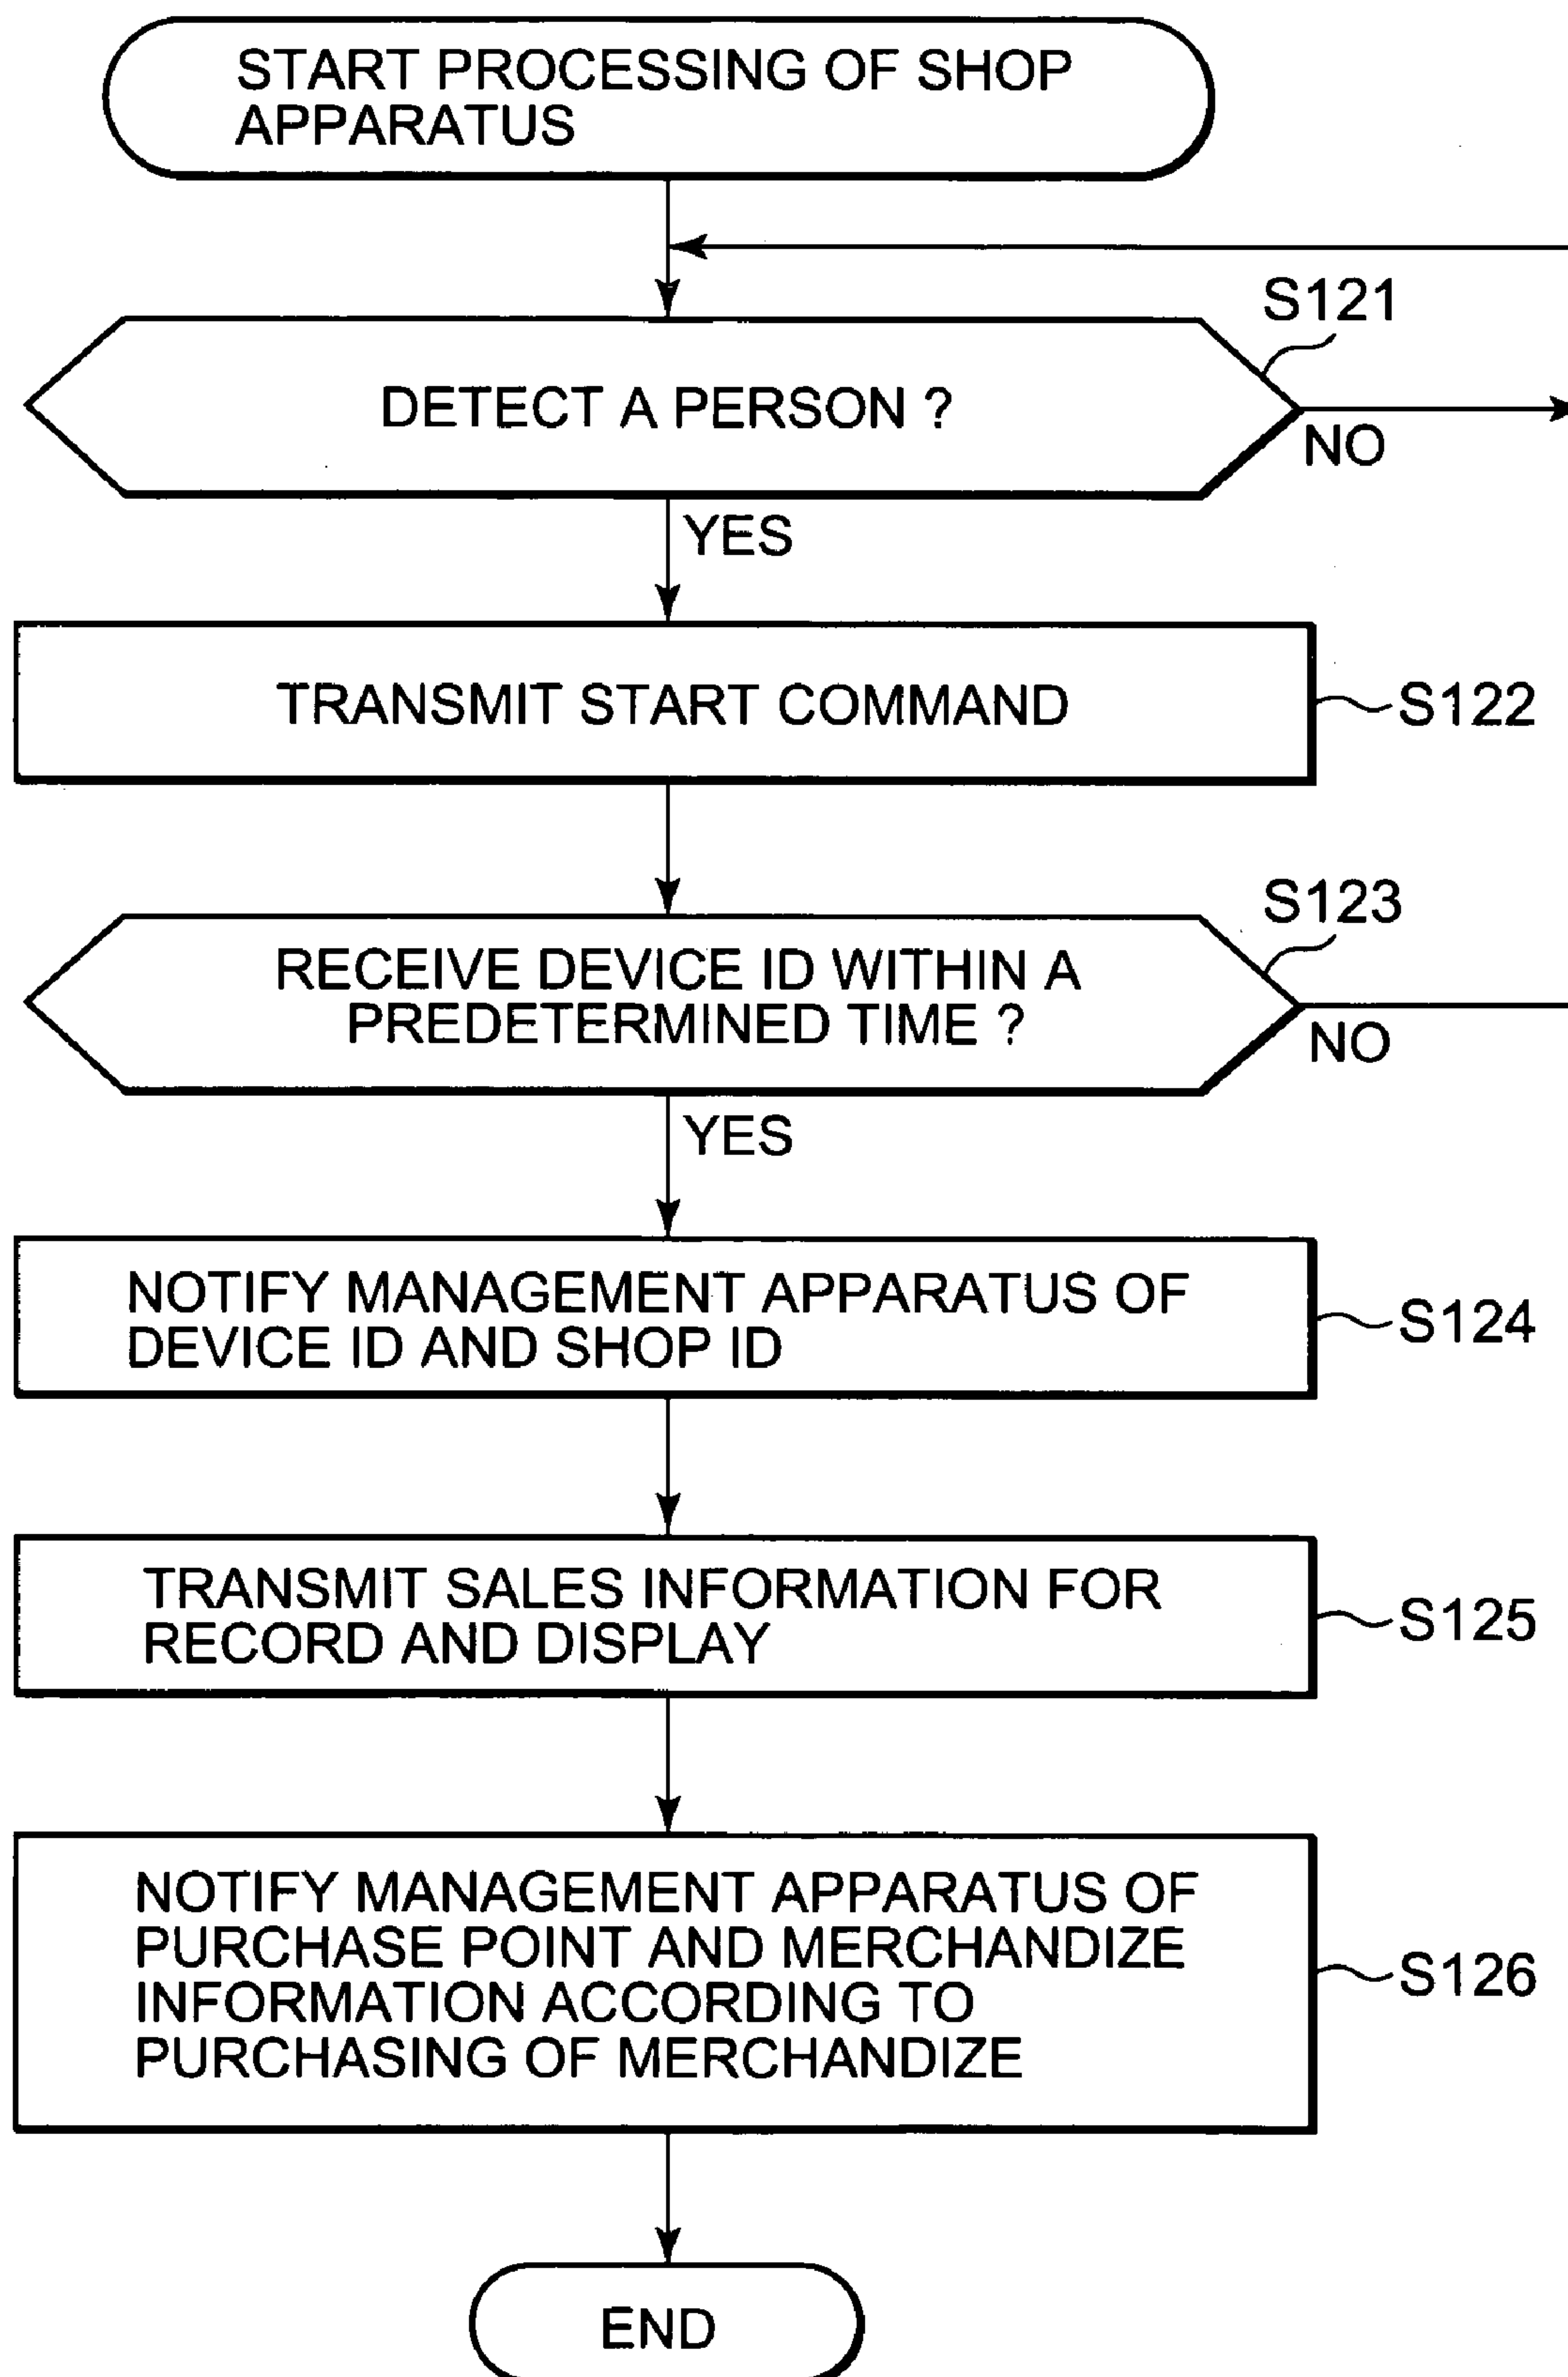 START PROCESSING OF SHOP
APPARATUS
S121
DETECT A PERSON ?
NO
YES
TRANSMIT START COMMAND
S122
S123
RECEIVE DEVICE ID WITHIN A
PREDETERMINED TIME ?
NO
YES
NOTIFY MANAGEMENT APPARATUS OF
DEVICE ID AND SHOP ID
S124
TRANSMIT SALES INFORMATION FOR
RECORD AND DISPLAY
S125
NOTIFY MANAGEMENT APPARATUS OF
PURCHASE POINT AND MERCHANDIZE
INFORMATION ACCORDING TO
PURCHASING OF MERCHANDIZE
S126
END